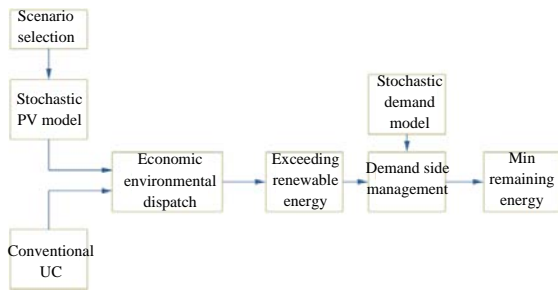 Scenario
selection
Stochastic
PV model
Stochastic
demand
model
Economic
environmental
dispatch
Exceeding
renewable
energy
Demand side
management
Min
remaining
energy
Conventional
UC